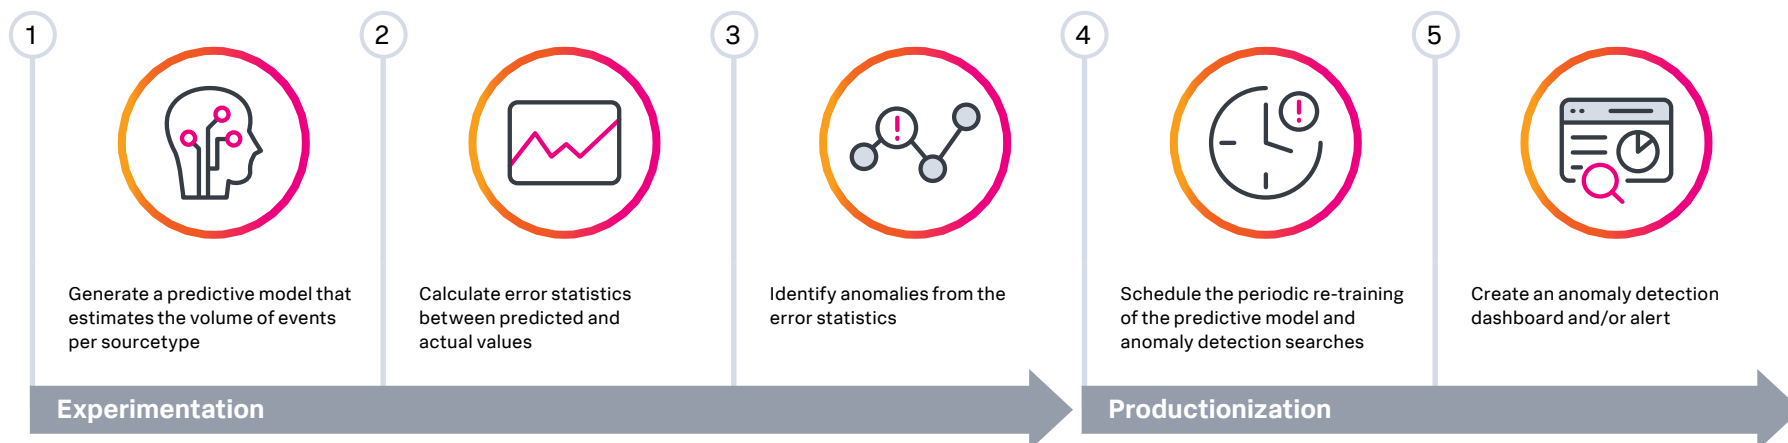 1
Generate a predictive model that
estimates the volume of events
per sourcetype
2
Calculate error statistics
between predicted and
actual values
3
Identify anomalies from the
error statistics
4
Schedule the periodic re-training
of the predictive model and
anomaly detection searches
5
Create an anomaly detection
dashboard and/or alert
Experimentation
Productionization